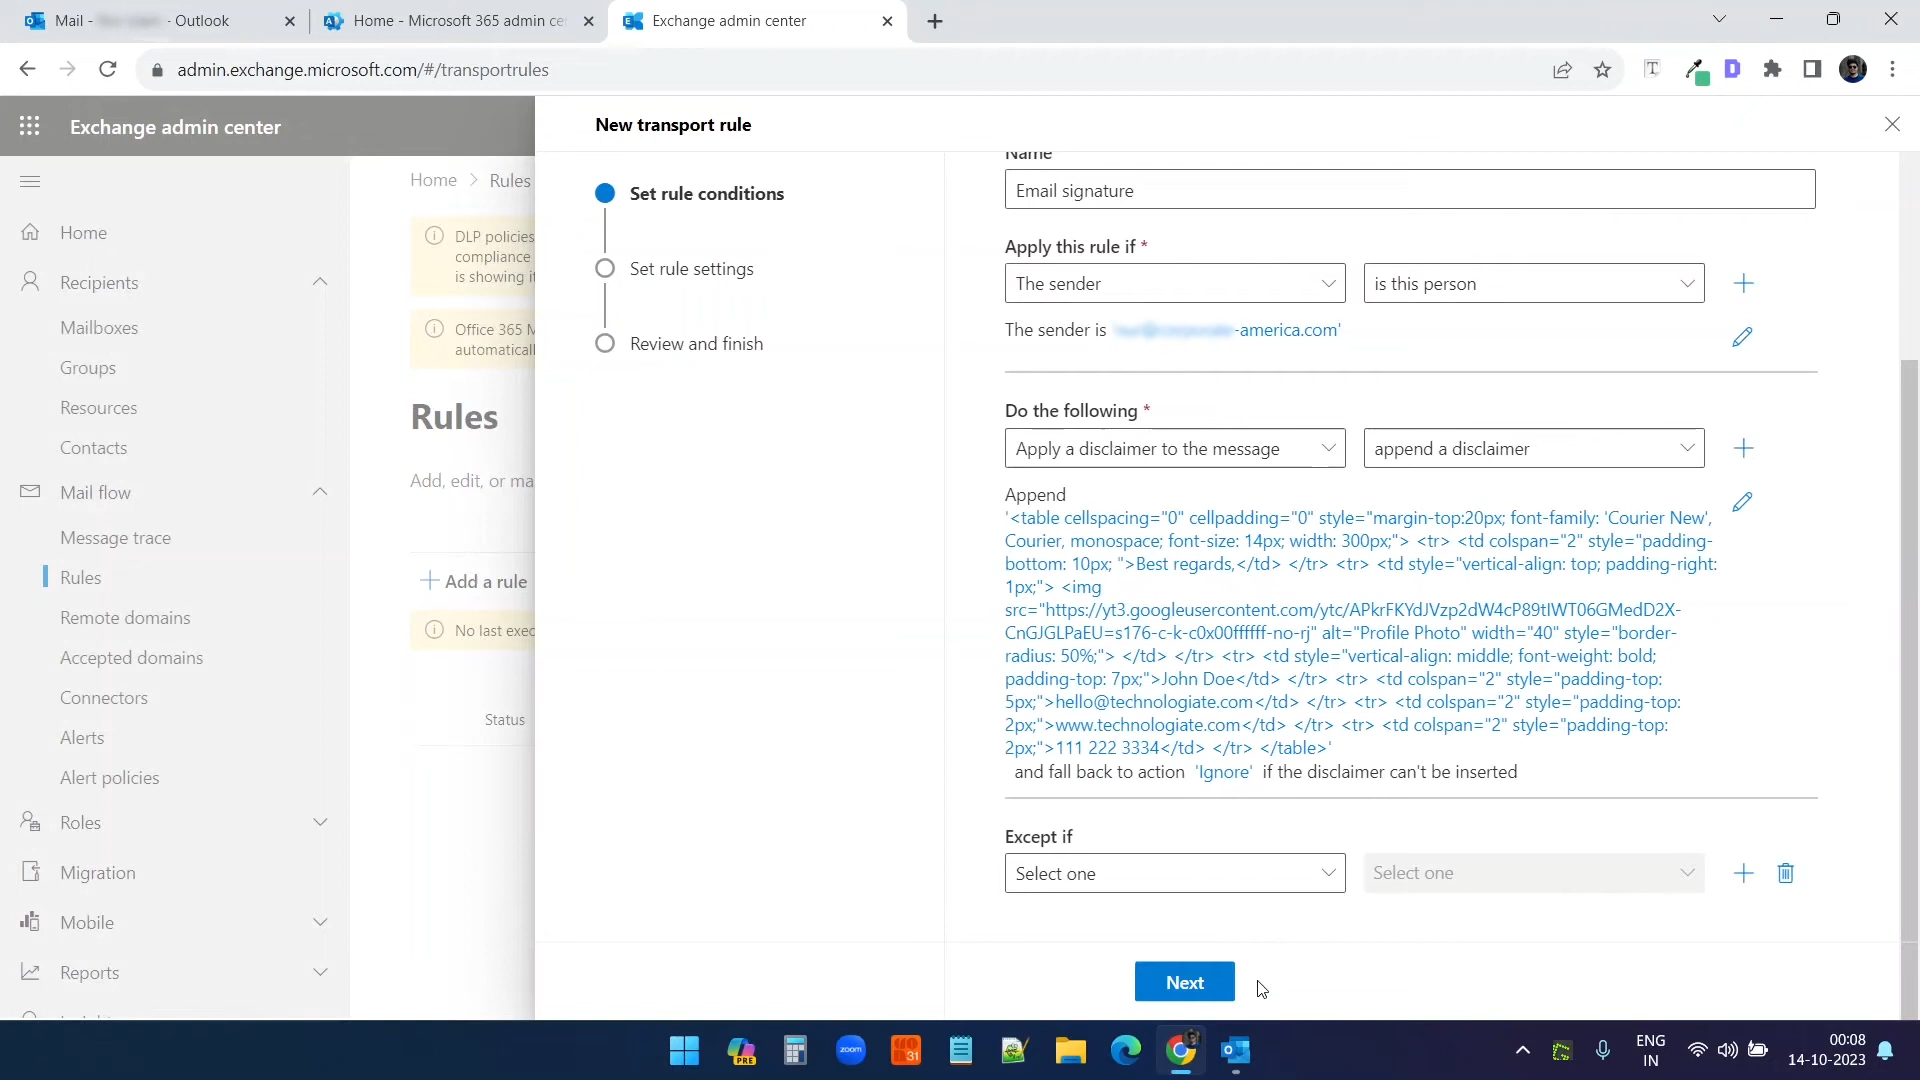 Mail - - Outlook
Home - Microsoft 365 admin ce
Exchange admin center
admin.exchange.microsoft.com/#/transportrules
Exchange admin center
Home
Recipients
Mailboxes
Groups
Resources
Contacts
Mail flow
Message trace
Rules
Remote domains
Accepted domains
Connectors
Alerts
Alert policies
Roles
Migration
Mobile
Reports
Home > Rules
DLP policies
compliance
is showing it
Office 365 M
automaticall
Rules
Add, edit, or ma
Add a rule
No last exec
Status
New transport rule
Set rule conditions
Set rule settings
Review and finish
Name
Email signature
Apply this rule if *
The sender
is this person
The sender is -america.com'
Do the following *
Apply a disclaimer to the message
append a disclaimer
Append
'<table cellspacing="0" cellpadding="0" style="margin-top:20px; font-family: 'Courier New',
Courier, monospace; font-size: 14px; width: 300px;"> <tr> <td colspan="2" style="padding-
bottom: 10px; ">Best regards,</td> </tr> <tr> <td style="vertical-align: top; padding-right:
1px;"> <img
src="https://yt3.googleusercontent.com/ytc/APkrFKYdJVzp2dW4cP89tIWT06GMedD2X-
CnGJGLPaEU=s176-c-k-c0x00ffffff-no-rj" alt="Profile Photo" width="40" style="border-
radius: 50%;"> </td> </tr> <tr> <td style="vertical-align: middle; font-weight: bold;
padding-top: 7px;">John Doe</td> </tr> <tr> <td colspan="2" style="padding-top:
5px;">hello@technologiate.com</td> </tr> <tr> <td colspan="2" style="padding-top:
2px;">www.technologiate.com</td> </tr> <tr> <td colspan="2" style="padding-top:
2px;">111 222 3334</td> </tr> </table>'
and fall back to action 'Ignore' if the disclaimer can't be inserted
Except if
Select one
Select one
Next
PRE
zoom
31
ENG
IN
00:08
14-10-2023